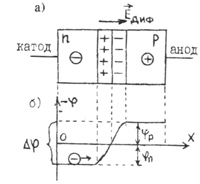 а)
E⃗диф
n
p
катод
анод
⊖ + − ⊕
+ −
+ −
+ −
б)
-φ
0
x
Δφ
φp
⊖→
φn